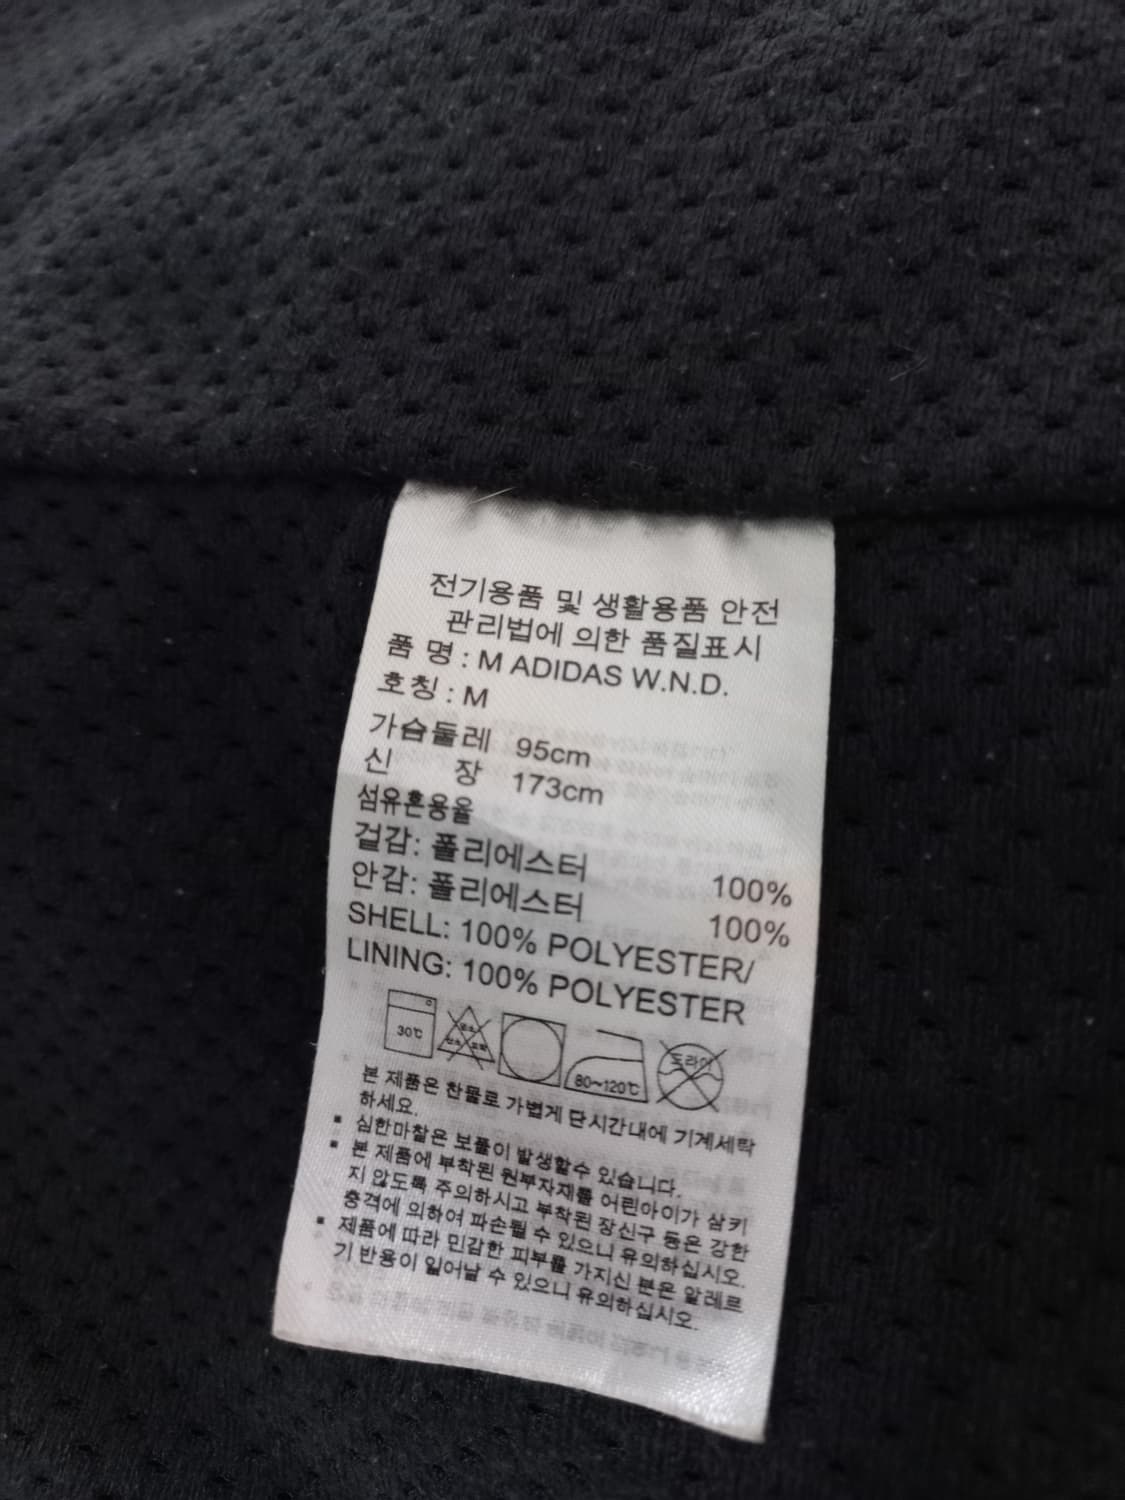 전기용품 및 생활용품 안전
관리법에 의한 품질표시
품 명 : M ADIDAS W.N.D.
호칭 : M
가슴둘레 95cm
신 장 173cm
섬유혼용율
겉감: 폴리에스터 100%
안감: 폴리에스터 100%
SHELL: 100% POLYESTER/
LINING: 100% POLYESTER
30℃
80~120℃
드라이
본 제품은 찬물로 가볍게 단시간내에 기계세탁
하세요.
▪ 심한마찰은 보풀이 발생할수 있습니다.
▪ 본 제품에 부착된 원부자재를 어린아이가 삼키
지 않도록 주의하시고 부착된 장신구 등은 강한
충격에 의하여 파손될 수 있으니 유의하십시오.
▪ 제품에 따라 민감한 피부를 가지신 분은 알레르
기 반응이 일어날 수 있으니 유의하십시오.